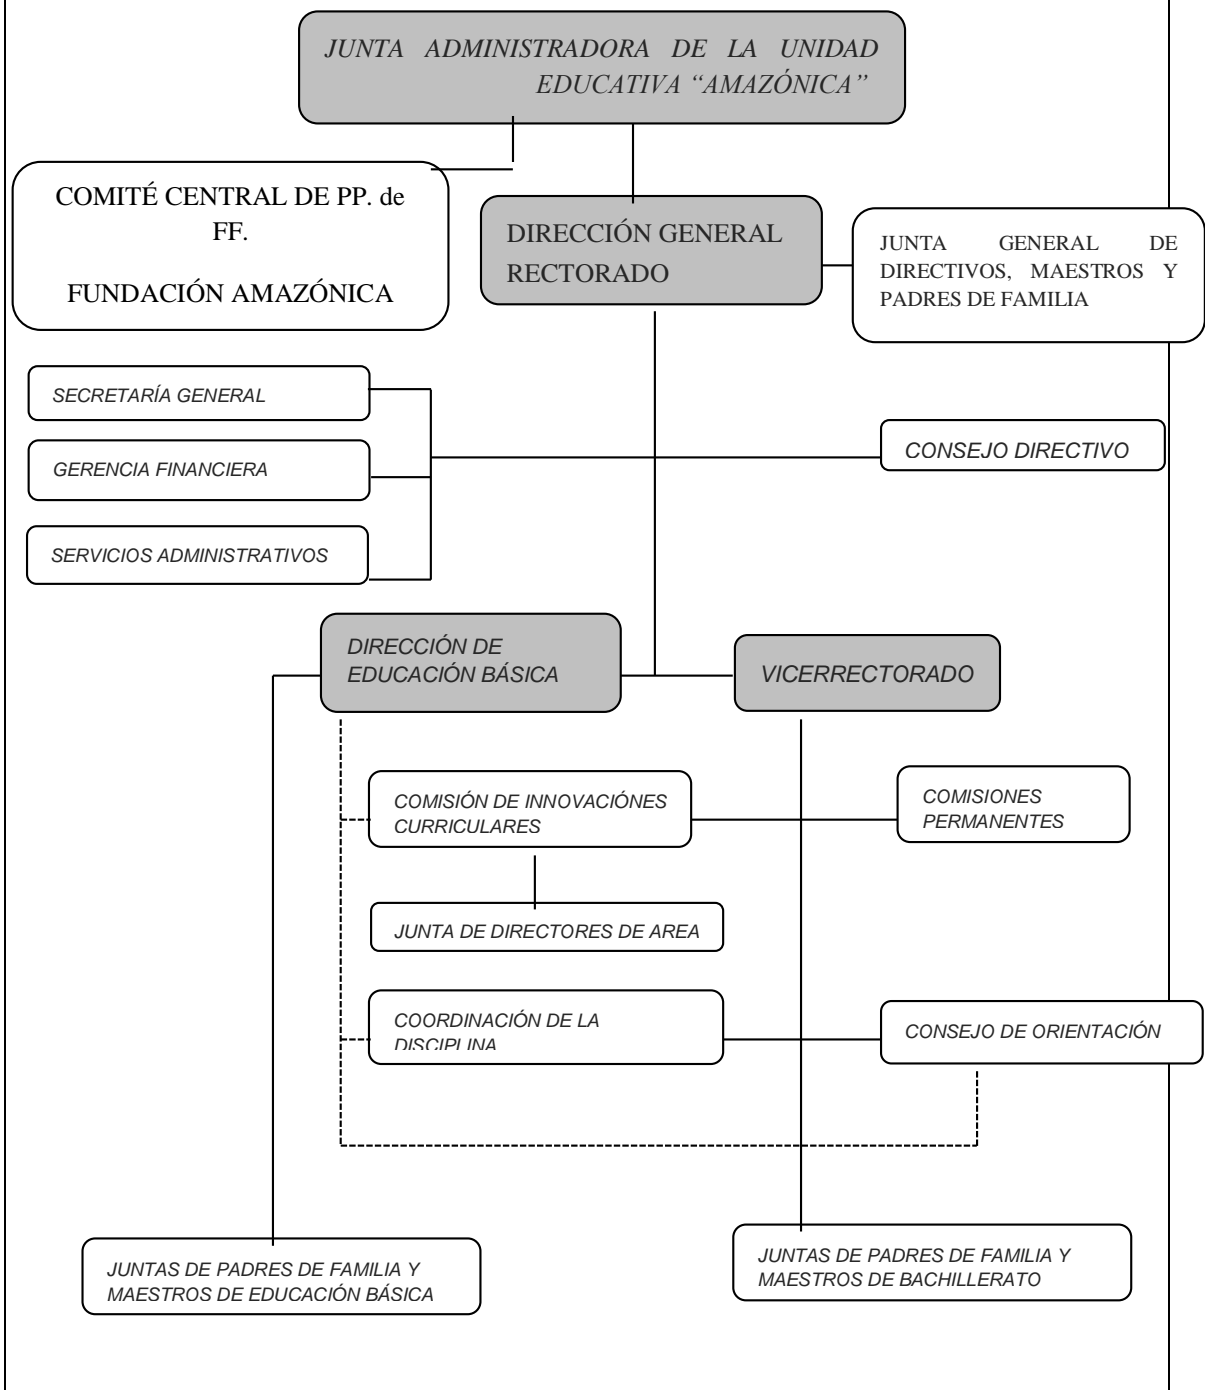 JUNTA ADMINISTRADORA DE LA UNIDAD
EDUCATIVA “AMAZÓNICA”
COMITÉ CENTRAL DE PP. de
FF.
FUNDACIÓN AMAZÓNICA
DIRECCIÓN GENERAL
RECTORADO
JUNTA GENERAL DE
DIRECTIVOS, MAESTROS Y
PADRES DE FAMILIA
SECRETARÍA GENERAL
GERENCIA FINANCIERA
SERVICIOS ADMINISTRATIVOS
CONSEJO DIRECTIVO
DIRECCIÓN DE
EDUCACIÓN BÁSICA
VICERRECTORADO
COMISIÓN DE INNOVACIÓNES
CURRICULARES
COMISIONES
PERMANENTES
JUNTA DE DIRECTORES DE AREA
COORDINACIÓN DE LA
DISCIPLINA
CONSEJO DE ORIENTACIÓN
JUNTAS DE PADRES DE FAMILIA Y
MAESTROS DE EDUCACIÓN BÁSICA
JUNTAS DE PADRES DE FAMILIA Y
MAESTROS DE BACHILLERATO